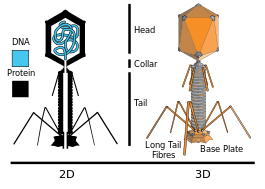 Head
DNA
Collar
Protein
Tail
Long Tail
Fibres
Base Plate
2D
3D